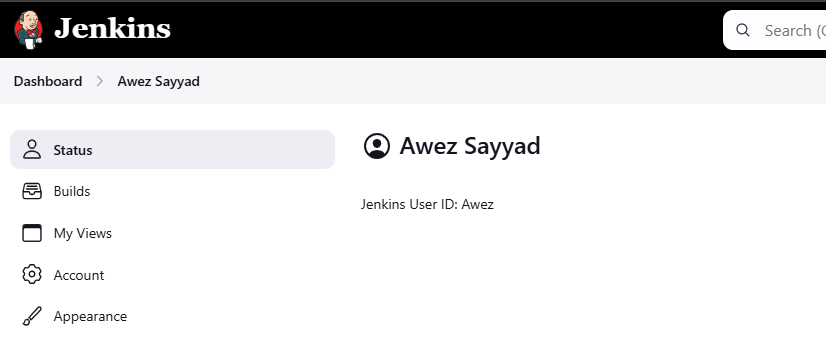 Jenkins
Search (
Dashboard > Awez Sayyad
Status
Builds
My Views
Account
Appearance
Awez Sayyad
Jenkins User ID: Awez